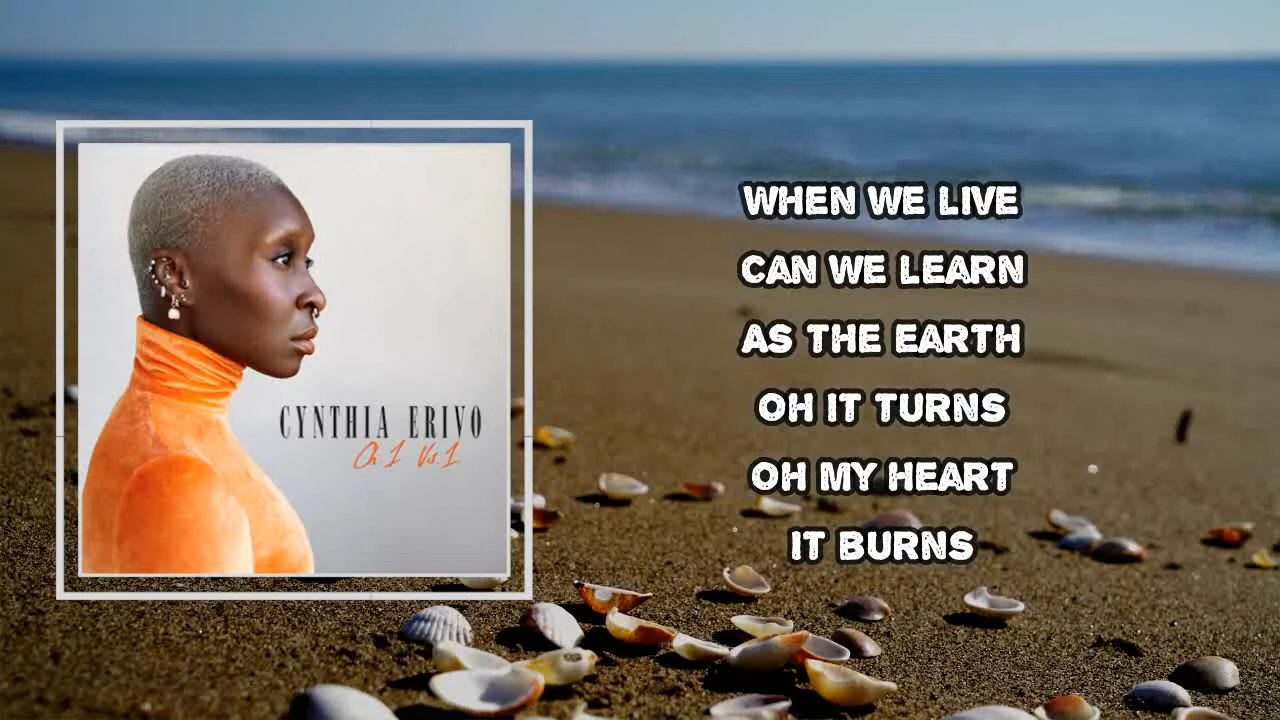 CYNTHIA ERIVO
Ch. 1 Vs. 1
WHEN WE LIVE
CAN WE LEARN
AS THE EARTH
OH IT TURNS
OH MY HEART
IT BURNS